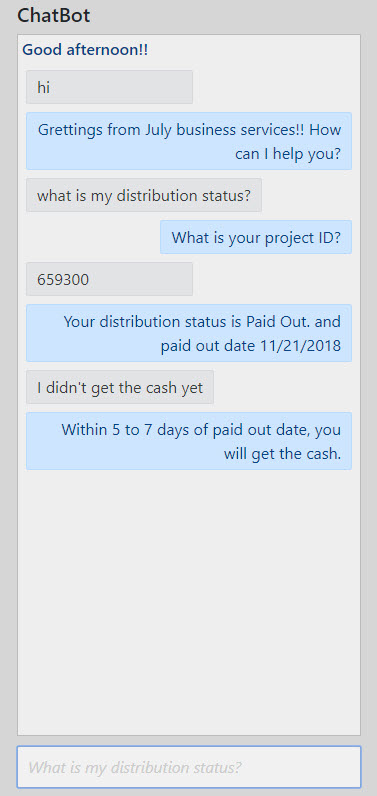 ChatBot
Good afternoon!!
hi
Grettings from July business services!! How
can I help you?
what is my distribution status?
What is your project ID?
659300
Your distribution status is Paid Out. and
paid out date 11/21/2018
I didn't get the cash yet
Within 5 to 7 days of paid out date, you
will get the cash.
What is my distribution status?